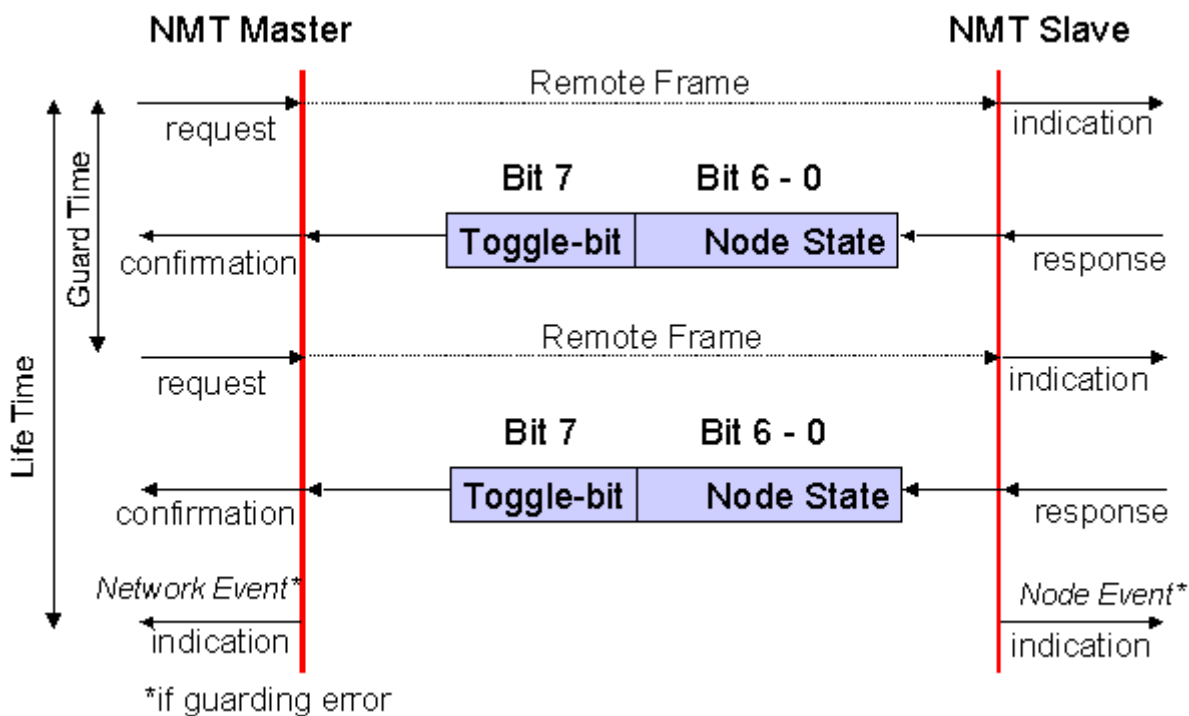 NMT Master NMT Slave
Remote Frame
request indication
Bit 7 Bit 6 - 0
Guard Time
Toggle-bit Node State
confirmation response
Remote Frame
request indication
Life Time
Bit 7 Bit 6 - 0
Toggle-bit Node State
confirmation response
Network Event* Node Event*
indication indication
*if guarding error